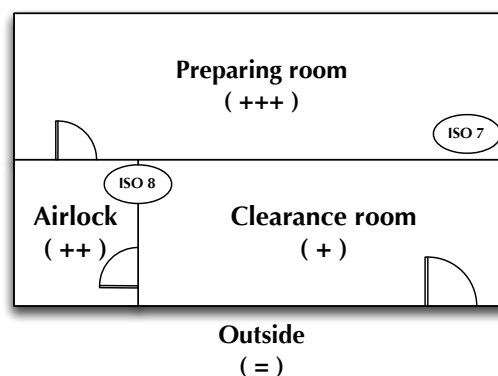 Preparing room
( +++ )
ISO 7
ISO 8
Airlock
( ++ )
Clearance room
( + )
Outside
( = )